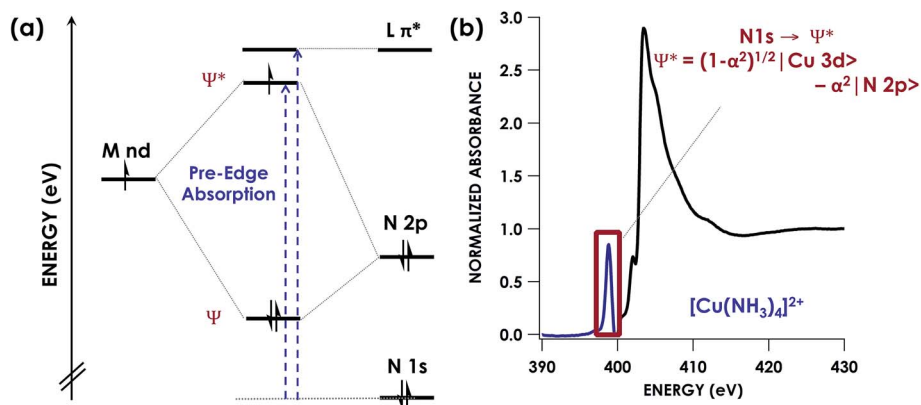 (a)
L π*
Ψ*
M nd
Pre-Edge
Absorption
N 2p
Ψ
N 1s
ENERGY (eV)
(b)
N1s → Ψ*
Ψ* = (1-α²)¹/²|Cu 3d>
– α²|N 2p>
3.0
2.5
2.0
1.5
1.0
0.5
0.0
NORMALIZED ABSORBANCE
[Cu(NH₃)₄]²⁺
390
400
410
420
430
ENERGY (eV)